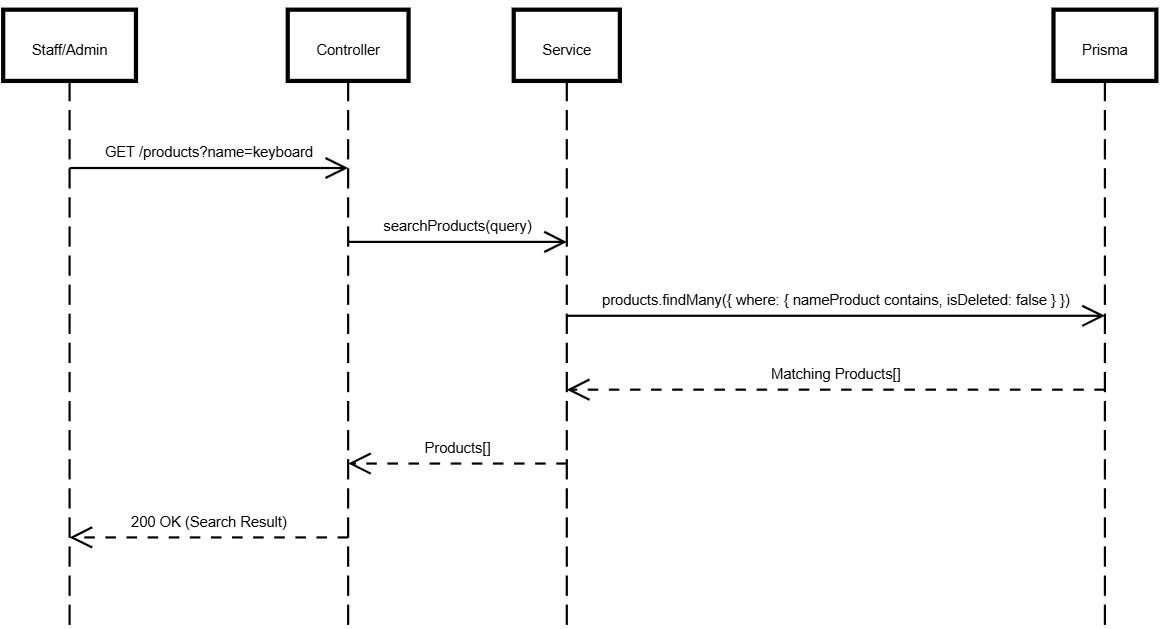 Staff/Admin
Controller
Service
Prisma
GET /products?name=keyboard
searchProducts(query)
products.findMany({ where: { nameProduct contains, isDeleted: false } })
Matching Products[]
Products[]
200 OK (Search Result)